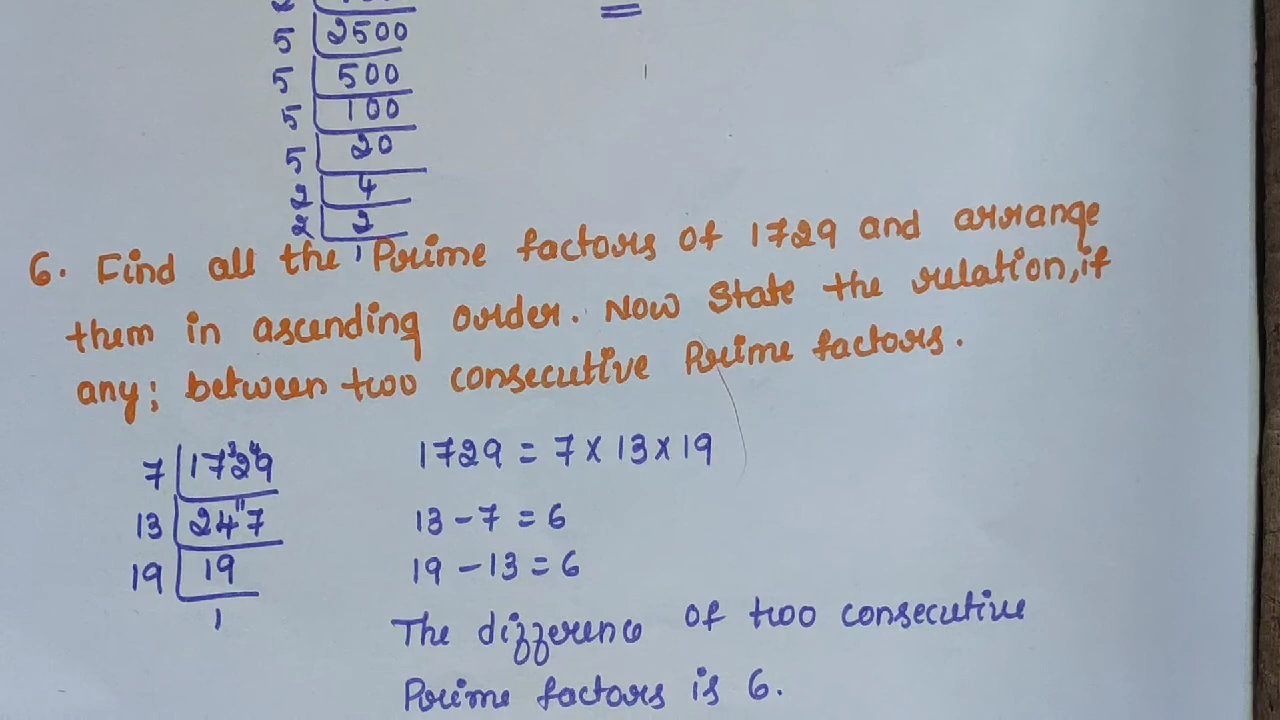 5 2500
5 500
5 100
5 20
2 4
2 2
1
6. Find all the Prime factors of 1729 and arrange
them in ascending order. Now State the relation, if
any; between two consecutive Prime factors.
7 1729
13 247
19 19
1
1729 = 7 x 13 x 19
13 - 7 = 6
19 - 13 = 6
The difference of two consecutive
Prime factors is 6.